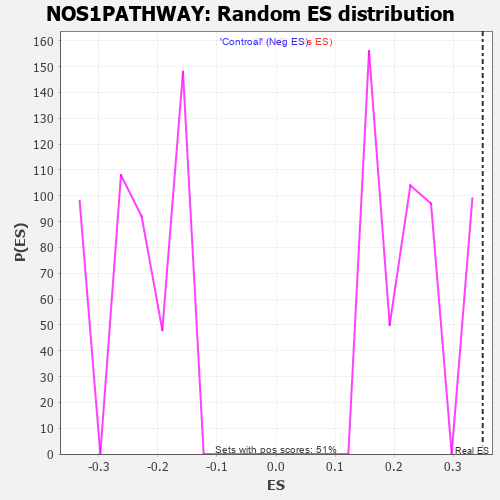 NOS1PATHWAY: Random ES distribution
'Controal' (Neg ES) s ES)
160
150
140
130
120
110
100
90
80
70
60
50
40
30
20
10
0
P(ES)
Sets with pos scores: 51%
Real ES
-0.3 -0.2 -0.1 0.0 0.1 0.2 0.3
ES